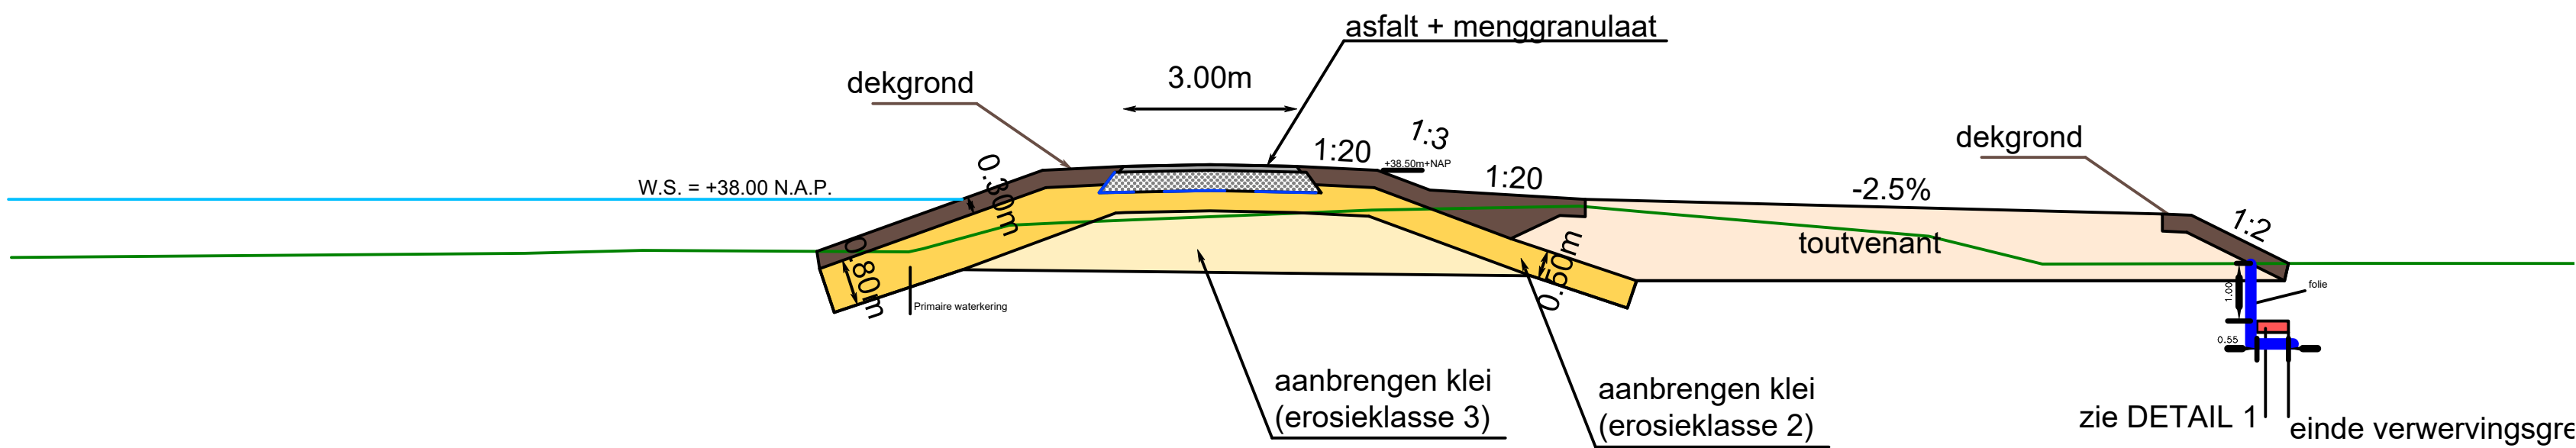 asfalt + menggranulaat
dekgrond
3.00m
1:3
1:20
+38.50m+NAP
dekgrond
W.S. = +38.00 N.A.P.
0.30m
1:20
-2.5%
1:2
toutvenant
0.80m
0.50m
Primaire waterkering
folie
1.00
0.55
aanbrengen klei
(erosieklasse 3)
aanbrengen klei
(erosieklasse 2)
zie DETAIL 1
einde verwervingsgre